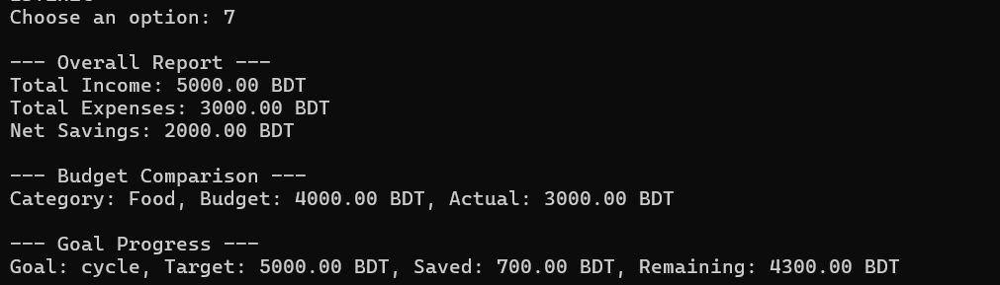 Choose an option: 7
--- Overall Report ---
Total Income: 5000.00 BDT
Total Expenses: 3000.00 BDT
Net Savings: 2000.00 BDT
--- Budget Comparison ---
Category: Food, Budget: 4000.00 BDT, Actual: 3000.00 BDT
--- Goal Progress ---
Goal: cycle, Target: 5000.00 BDT, Saved: 700.00 BDT, Remaining: 4300.00 BDT